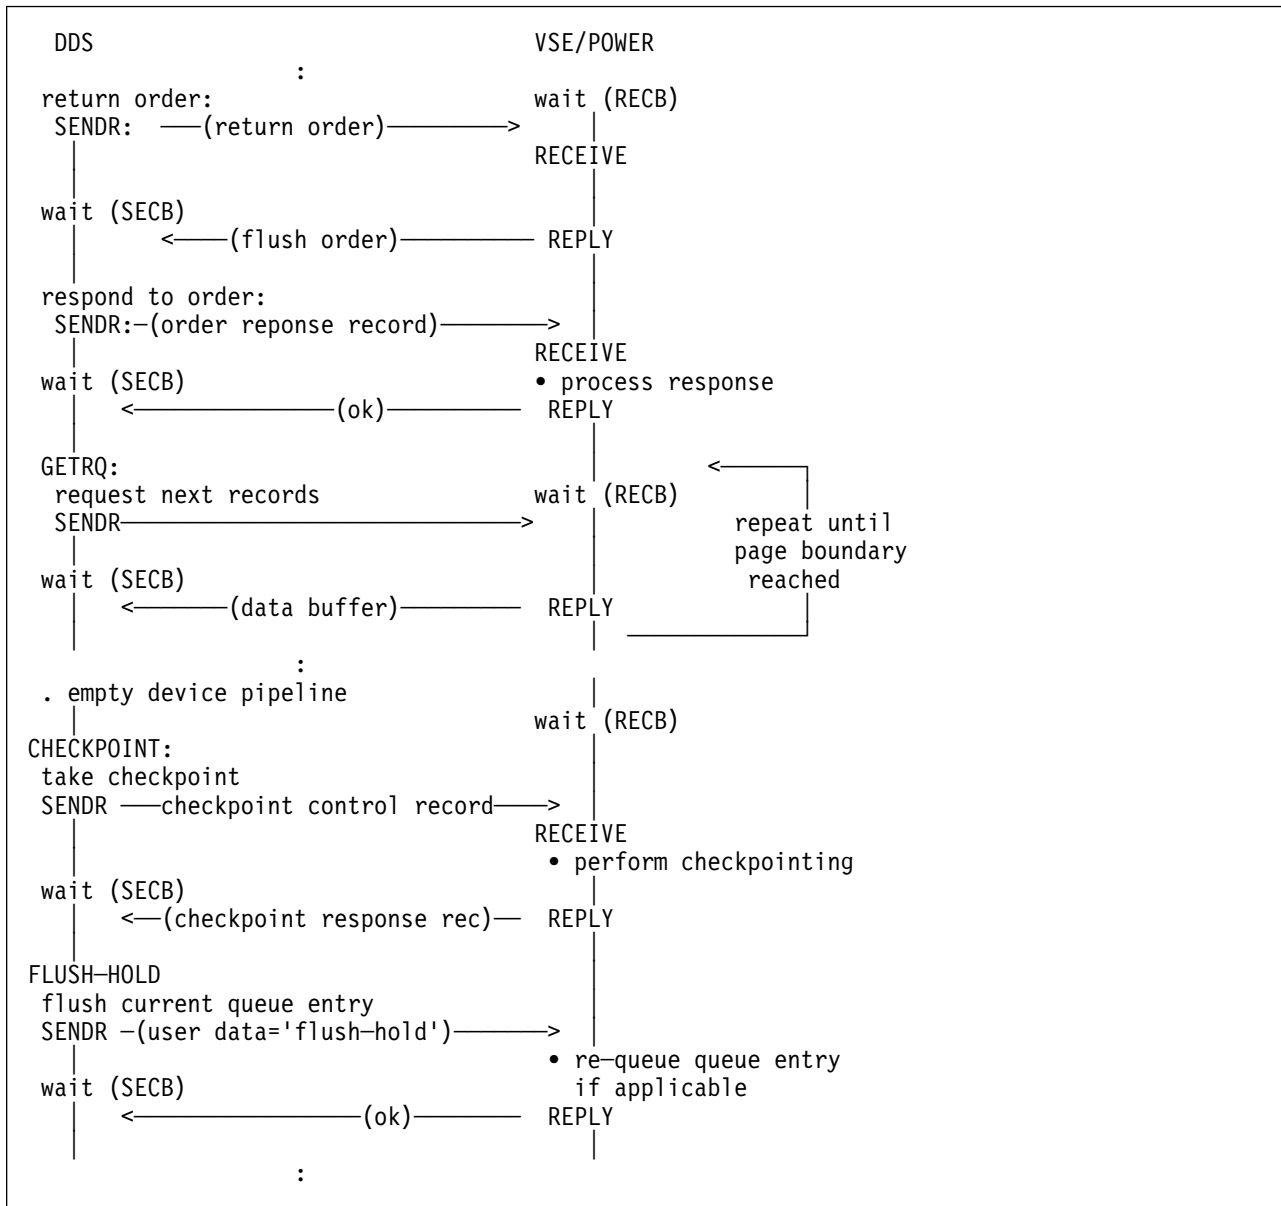 DDS VSE/POWER
:
return order: wait (RECB)
SENDR: (return order)
RECEIVE
wait (SECB)
(flush order) REPLY
respond to order:
SENDR: (order reponse record)
RECEIVE
wait (SECB) • process response
(ok) REPLY
GETRQ:
request next records wait (RECB)
SENDR repeat until
page boundary
wait (SECB) reached
(data buffer) REPLY
:
. empty device pipeline
wait (RECB)
CHECKPOINT:
take checkpoint
SENDR checkpoint control record
RECEIVE
• perform checkpointing
wait (SECB)
(checkpoint response rec) REPLY
FLUSH-HOLD
flush current queue entry
SENDR (user data='flush-hold')
• re-queue queue entry
wait (SECB) if applicable
(ok) REPLY
: